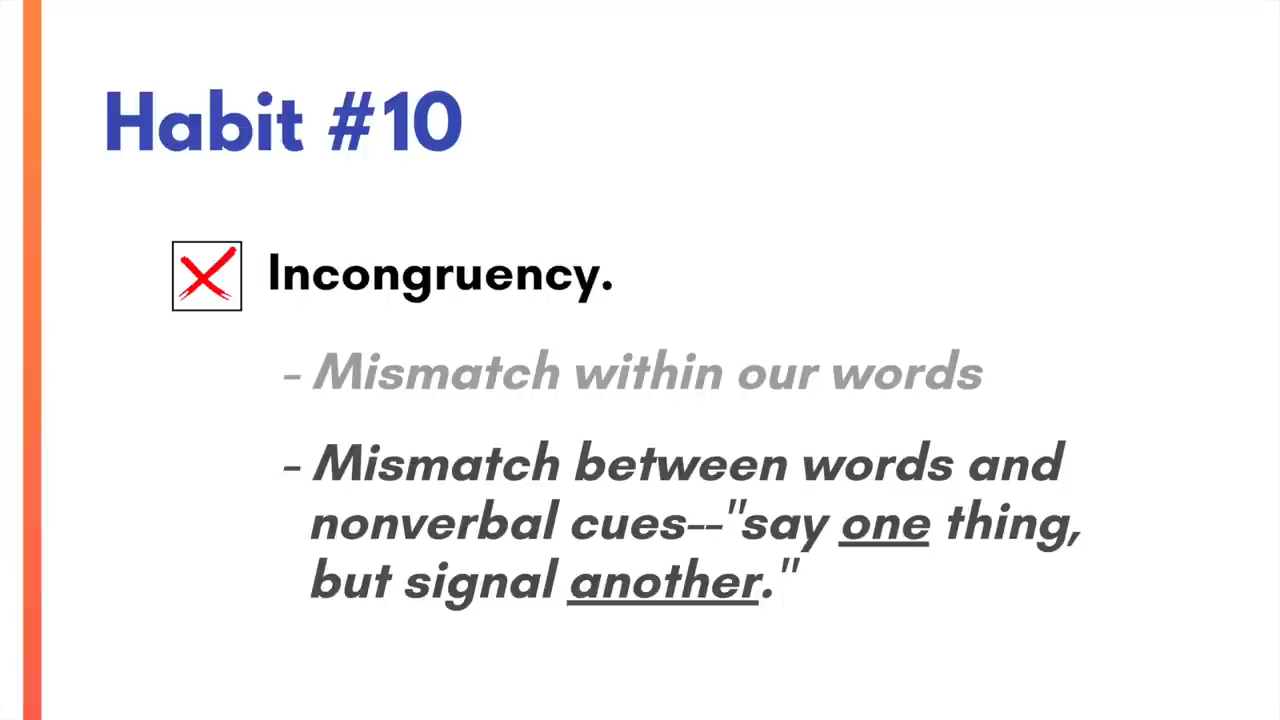 Habit #10
Incongruency.
- Mismatch within our words
- Mismatch between words and
nonverbal cues--"say one thing,
but signal another."